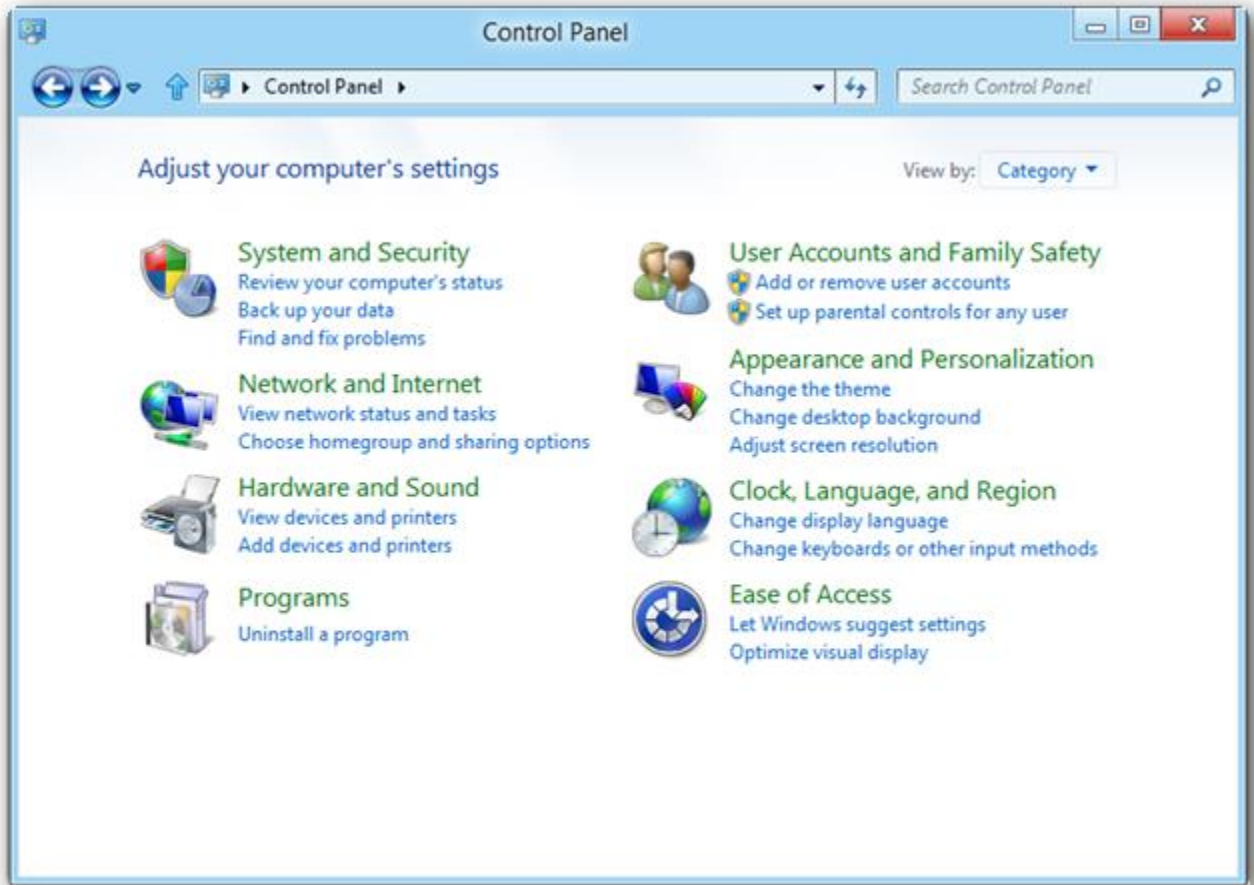 Control Panel
Control Panel
Search Control Panel
Adjust your computer's settings
View by: Category
System and Security
Review your computer's status
Back up your data
Find and fix problems
Network and Internet
View network status and tasks
Choose homegroup and sharing options
Hardware and Sound
View devices and printers
Add devices and printers
Programs
Uninstall a program
User Accounts and Family Safety
Add or remove user accounts
Set up parental controls for any user
Appearance and Personalization
Change the theme
Change desktop background
Adjust screen resolution
Clock, Language, and Region
Change display language
Change keyboards or other input methods
Ease of Access
Let Windows suggest settings
Optimize visual display